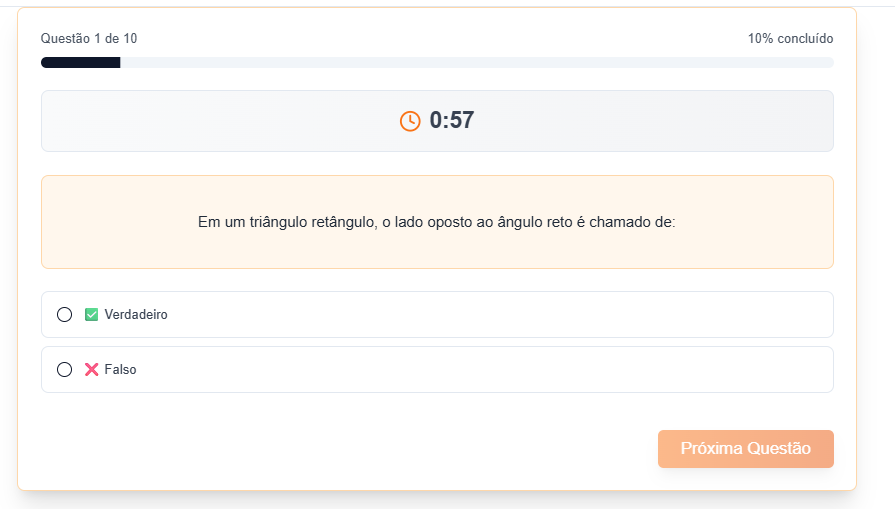 Questão 1 de 10
10% concluído
0:57
Em um triângulo retângulo, o lado oposto ao ângulo reto é chamado de:
✅ Verdadeiro
❌ Falso
Próxima Questão